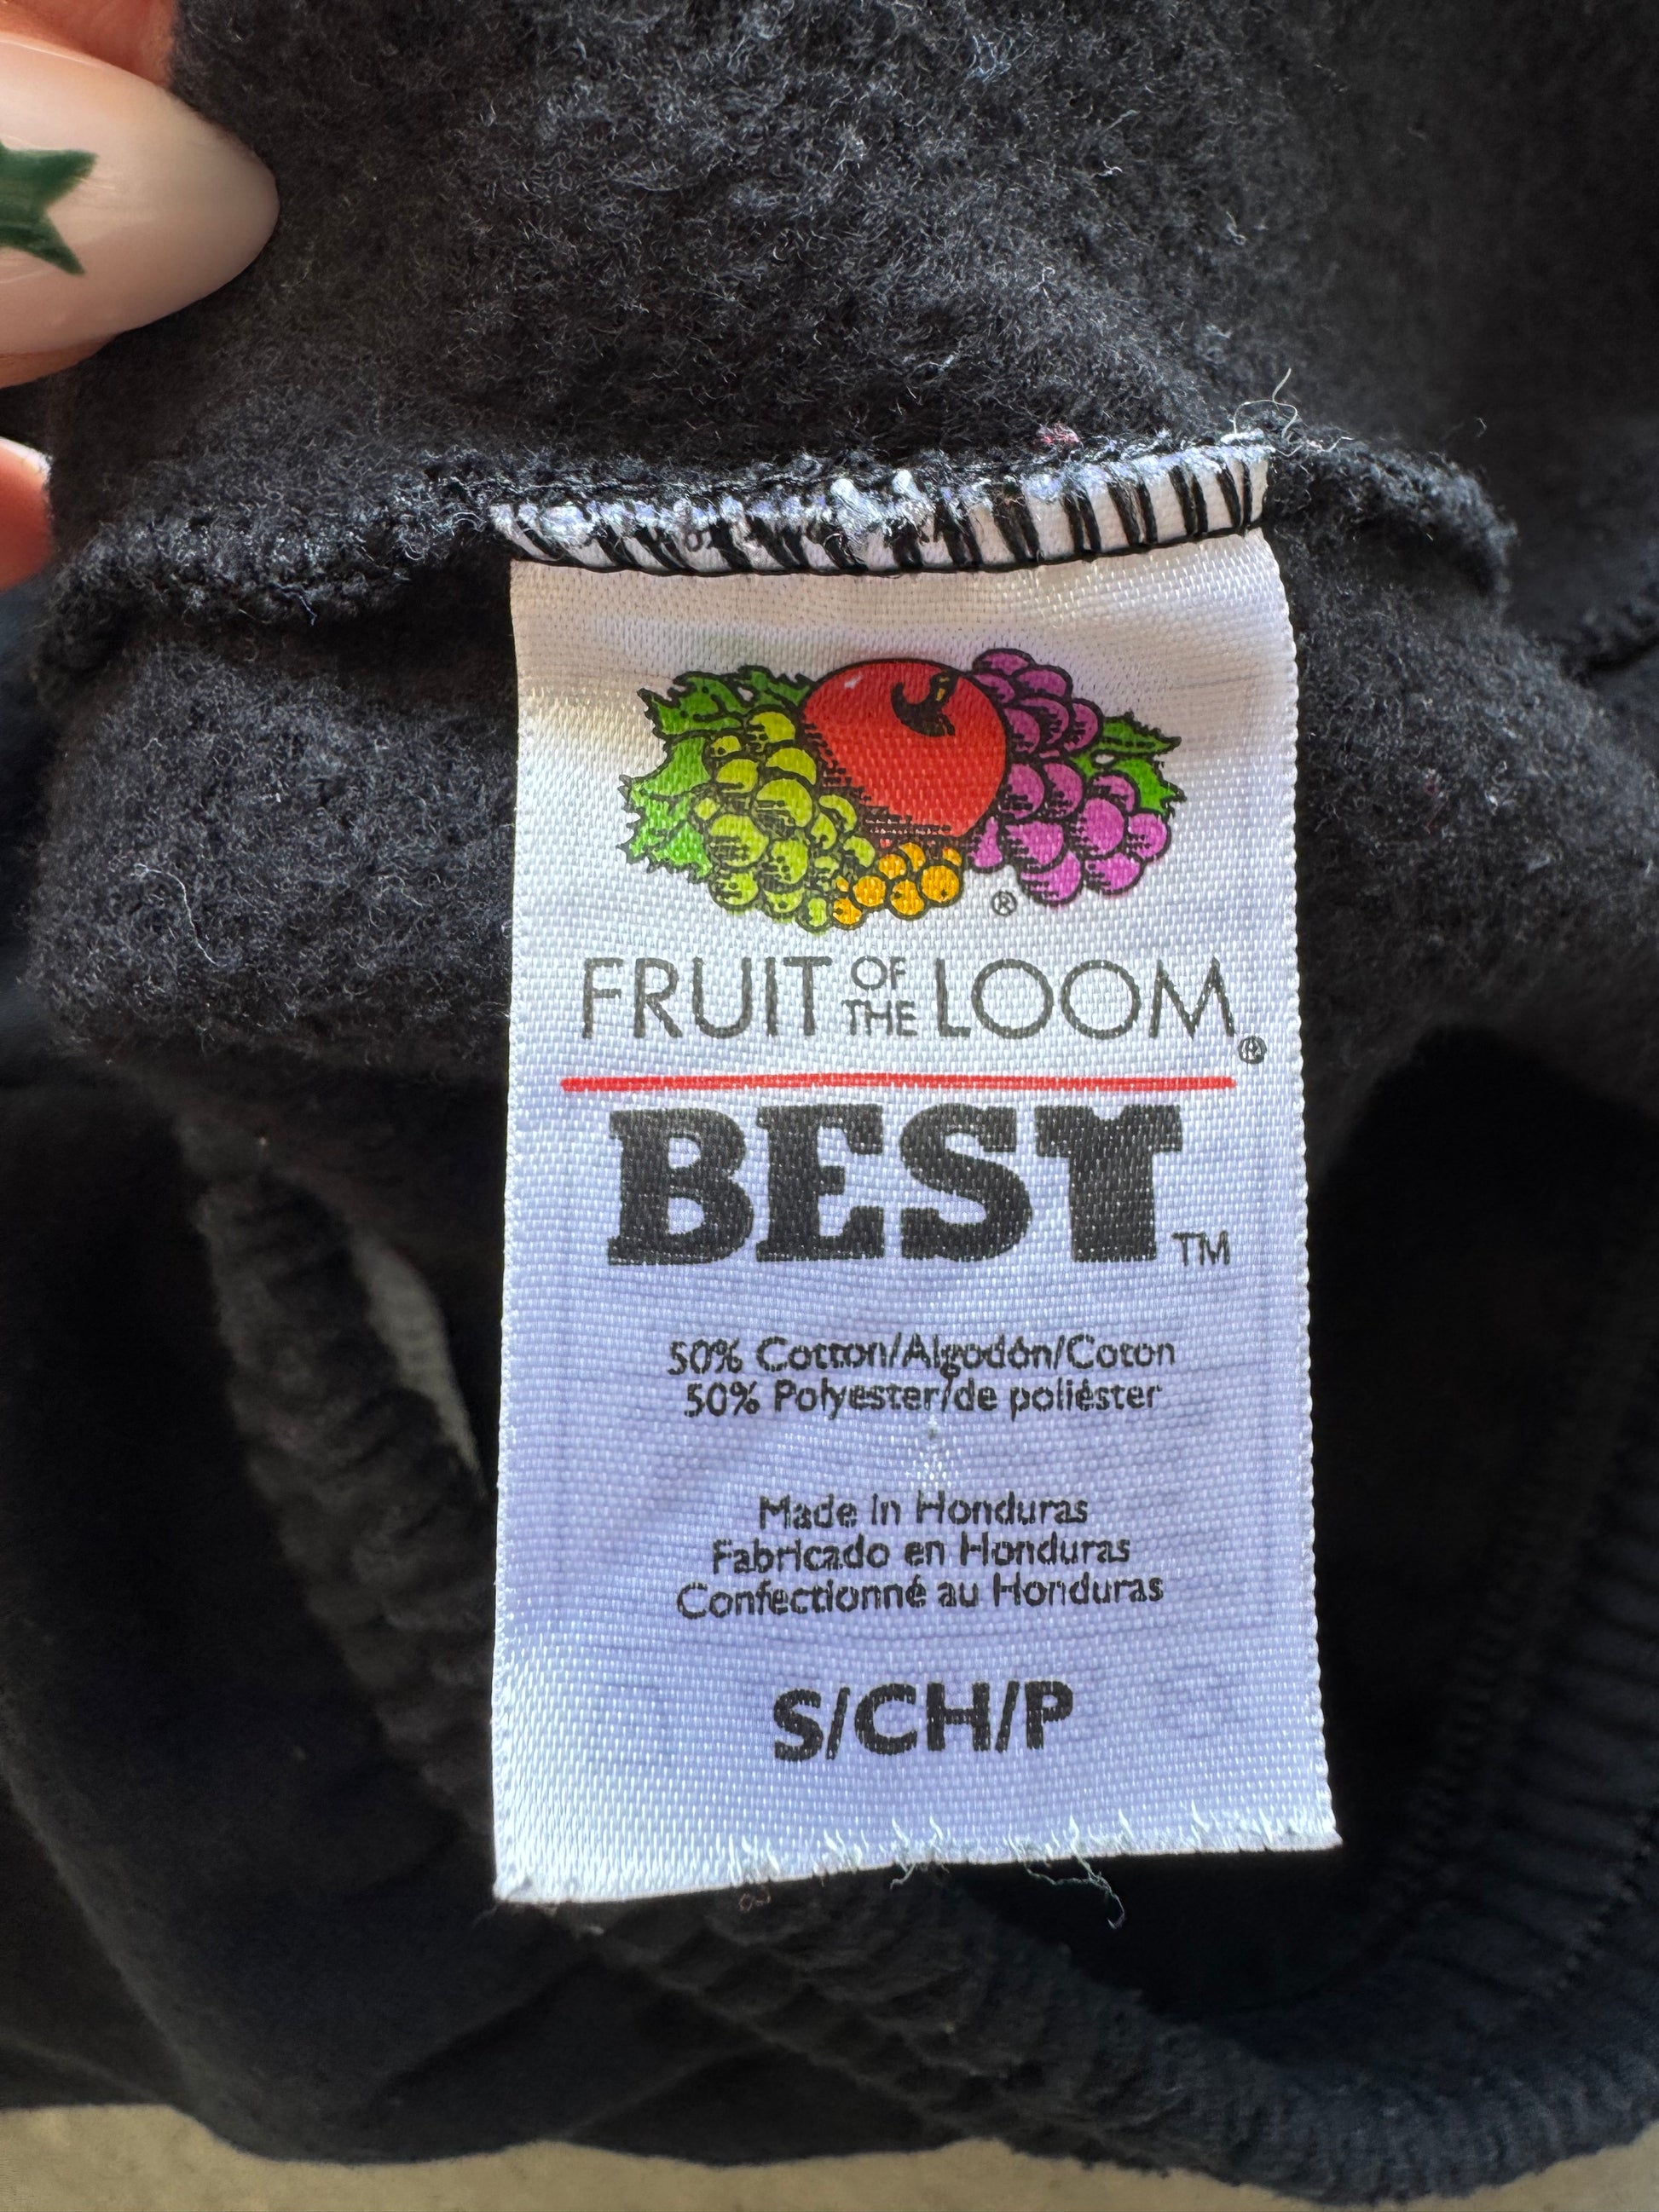 ®
FRUIT OF THE LOOM®
BEST™
50% Cotton/Algodón/Coton
50% Polyester/de poliéster
Made in Honduras
Fabricado en Honduras
Confectionné au Honduras
S/CH/P